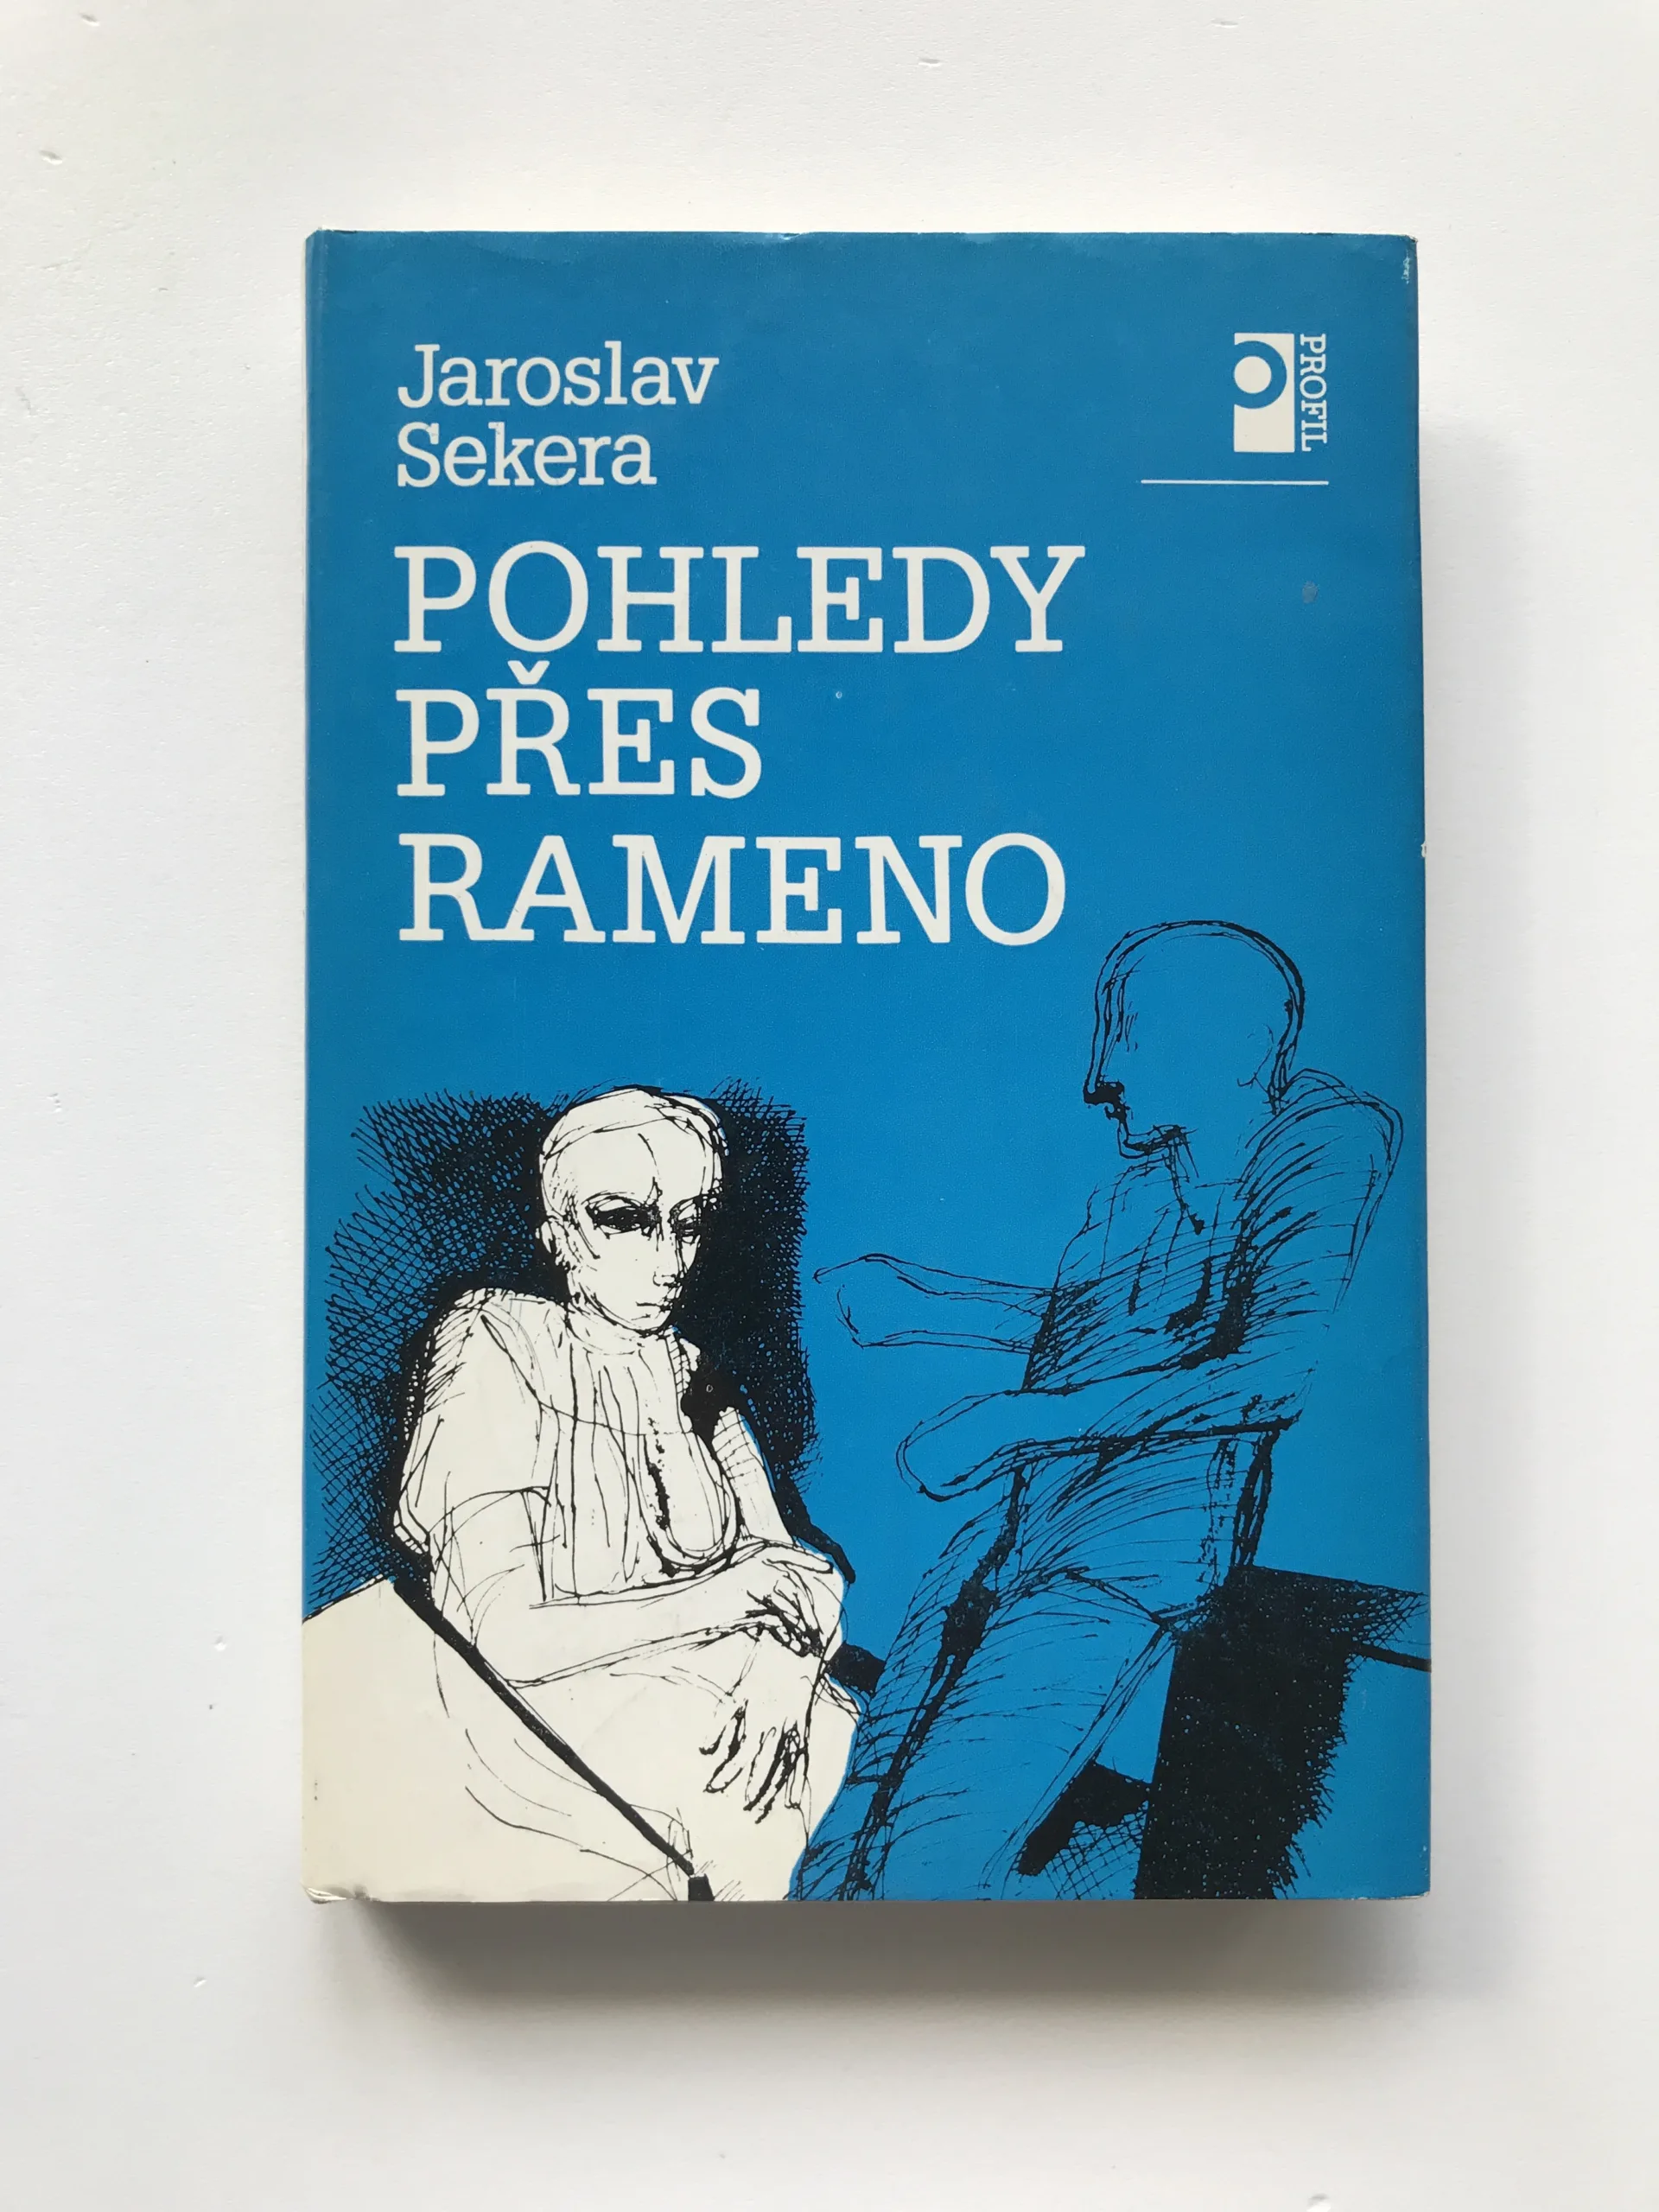 Jaroslav
Sekera
PROFIL
POHLEDY
PŘES
RAMENO